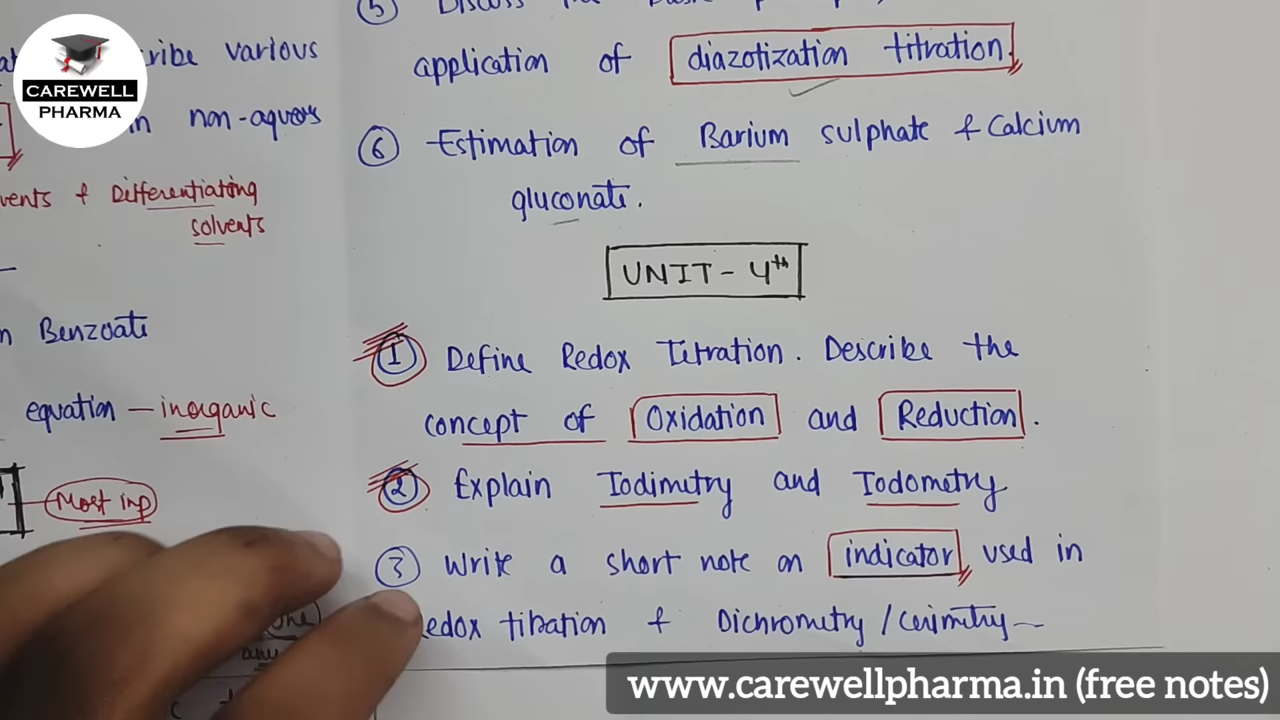 CAREWELL
PHARMA
ribe various
in non-aqueous
vents & Differentiating
solvents
Benzoate
equation — inorganic
Most imp
application of diazotization titration.
⑥ Estimation of Barium sulphate & Calcium
gluconate.
UNIT - 4th
① Define Redox Titration. Describe the
concept of Oxidation and Reduction.
② Explain Iodimetry and Iodometry
③ Write a short note on indicator used in
edox titration & Dichrometry / Cerimetry
www.carewellpharma.in (free notes)